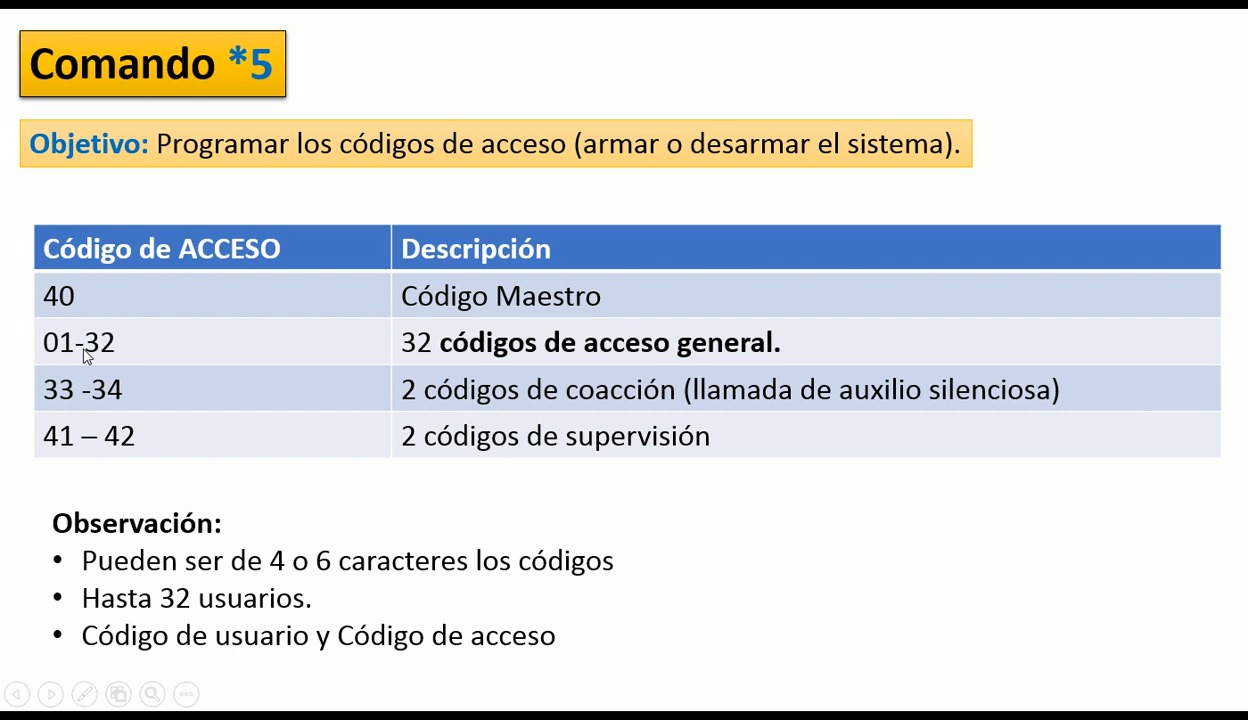 Comando *5
Objetivo: Programar los códigos de acceso (armar o desarmar el sistema).
Código de ACCESO Descripción
40 Código Maestro
01-32 32 códigos de acceso general.
33 -34 2 códigos de coacción (llamada de auxilio silenciosa)
41 – 42 2 códigos de supervisión
Observación:
• Pueden ser de 4 o 6 caracteres los códigos
• Hasta 32 usuarios.
• Código de usuario y Código de acceso